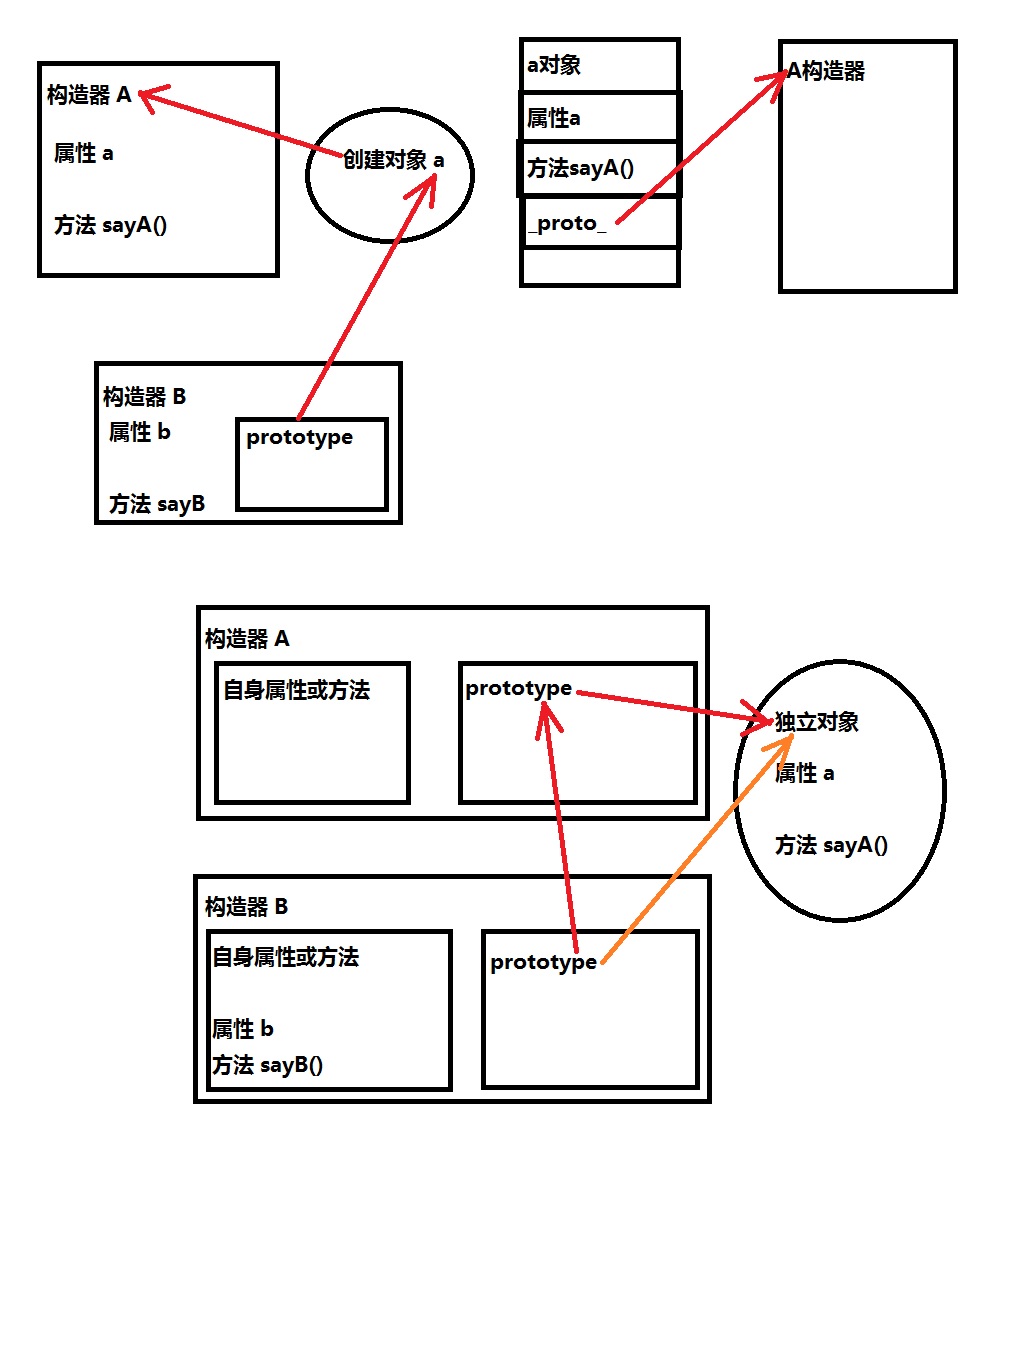 构造器 A
属性 a
方法 sayA()
创建对象 a
a对象
属性a
方法sayA()
_proto_
A构造器
构造器 B
属性 b
方法 sayB
prototype
构造器 A
自身属性或方法
prototype
独立对象
属性 a
方法 sayA()
构造器 B
自身属性或方法
属性 b
方法 sayB()
prototype